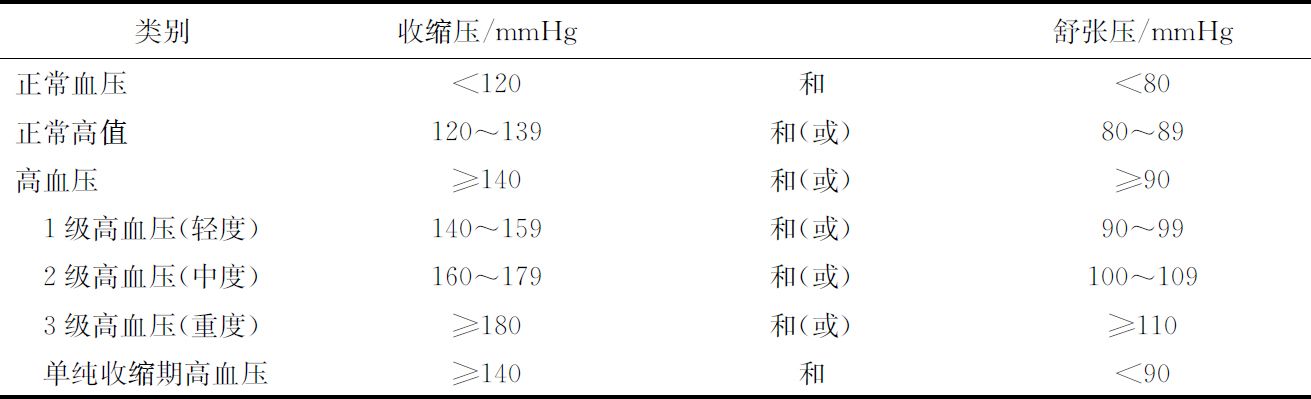 类别 收缩压/mmHg 舒张压/mmHg
正常血压 <120 和 <80
正常高值 120～139 和(或) 80～89
高血压 ⩾140 和(或) ⩾90
1级高血压(轻度) 140～159 和(或) 90～99
2级高血压(中度) 160～179 和(或) 100～109
3级高血压(重度) ⩾180 和(或) ⩾110
单纯收缩期高血压 ⩾140 和 <90